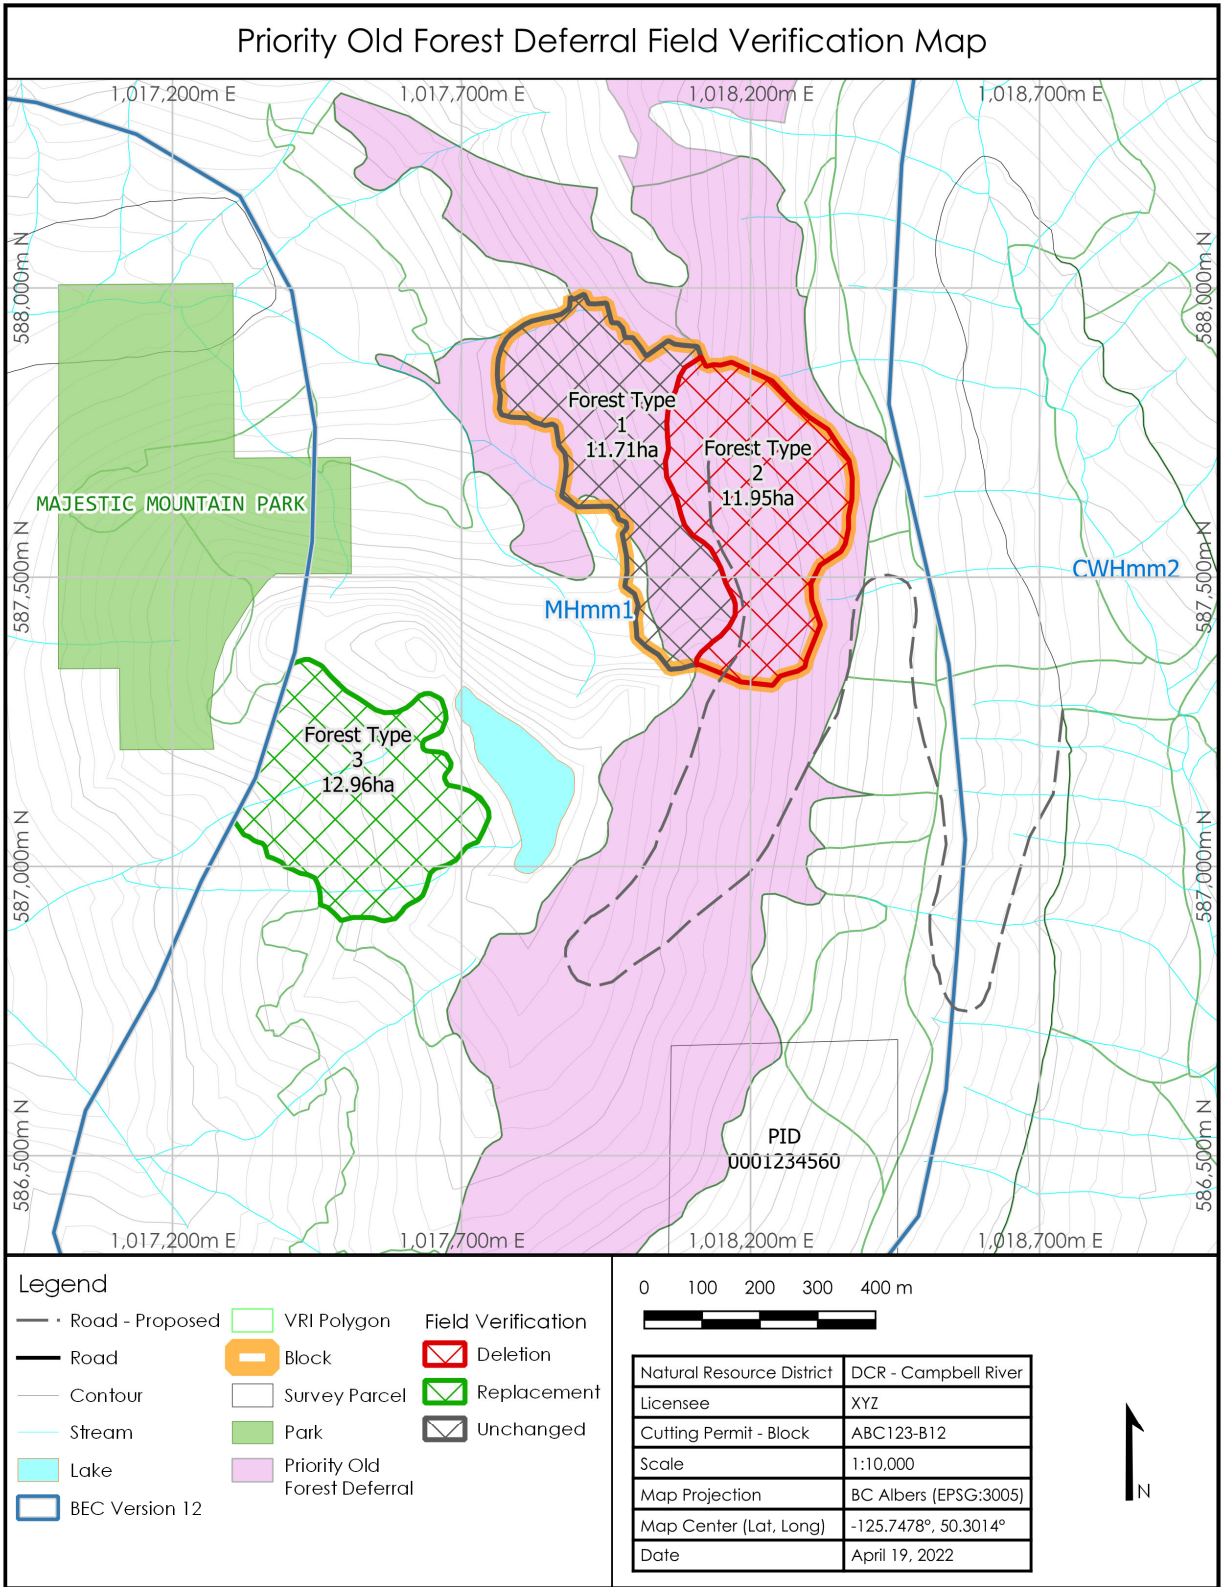 Priority Old Forest Deferral Field Verification Map
1,017,200m E
1,017,700m E
1,018,200m E
1,018,700m E
588,000m N
588,000m N
Forest Type
1
11.71ha
Forest Type
2
11.95ha
MAJESTIC MOUNTAIN PARK
587,500m N
587,500m N
CWHmm2
MHmm1
Forest Type
3
12.96ha
587,000m N
587,000m N
PID
0001234560
586,500m N
586,500m N
1,017,200m E
1,017,700m E
1,018,200m E
1,018,700m E
Legend
Road - Proposed
Road
Contour
Stream
Lake
BEC Version 12
VRI Polygon
Block
Survey Parcel
Park
Priority Old
Forest Deferral
Field Verification
Deletion
Replacement
Unchanged
0 100 200 300 400 m
Natural Resource District DCR - Campbell River
Licensee XYZ
Cutting Permit - Block ABC123-B12
Scale 1:10,000
Map Projection BC Albers (EPSG:3005)
Map Center (Lat, Long) -125.7478°, 50.3014°
Date April 19, 2022
N